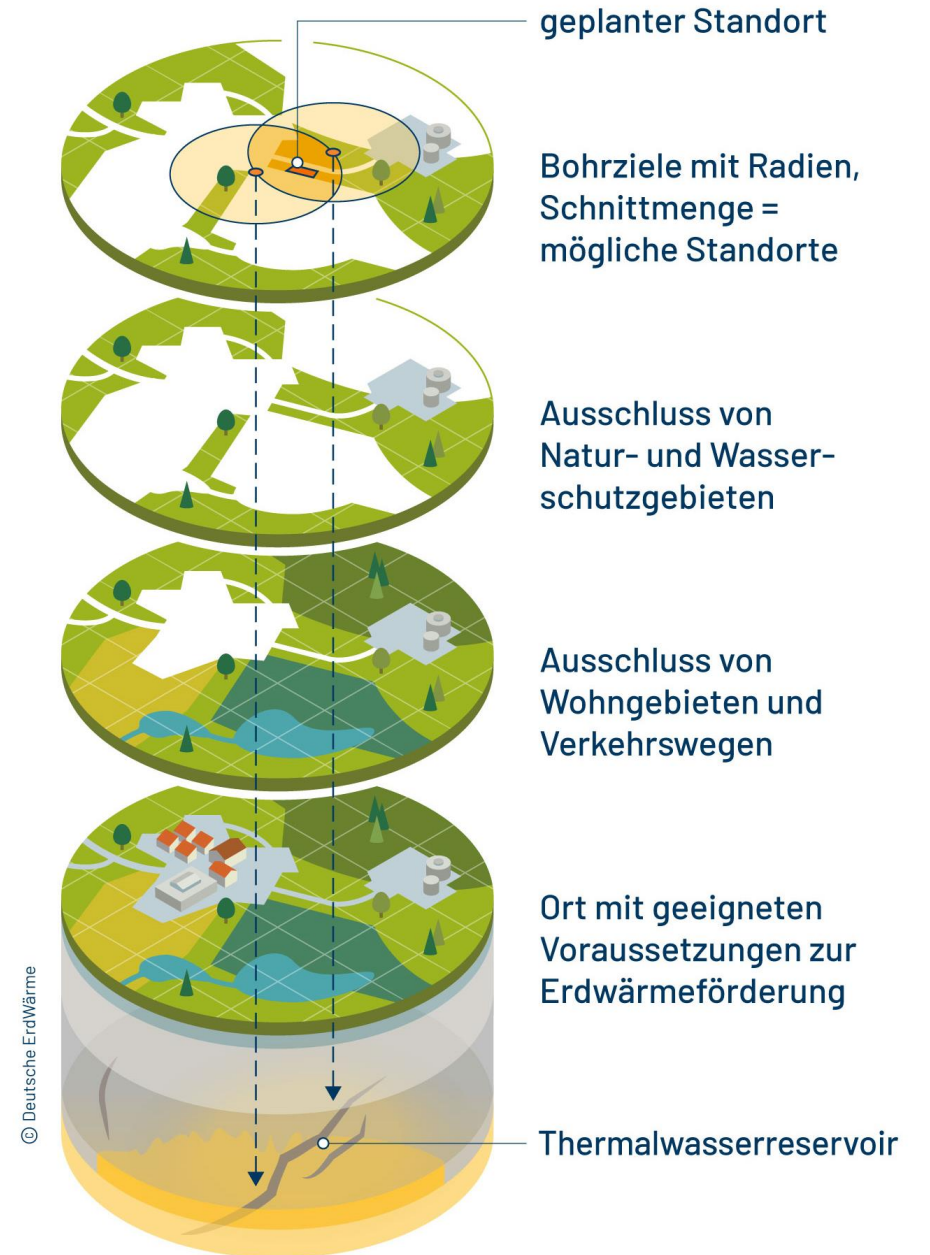 geplanter Standort
Bohrziele mit Radien,
Schnittmenge =
mögliche Standorte
Ausschluss von
Natur- und Wasser-
schutzgebieten
Ausschluss von
Wohngebieten und
Verkehrswegen
Ort mit geeigneten
Voraussetzungen zur
Erdwärmeförderung
Thermalwasserreservoir
© Deutsche ErdWärme